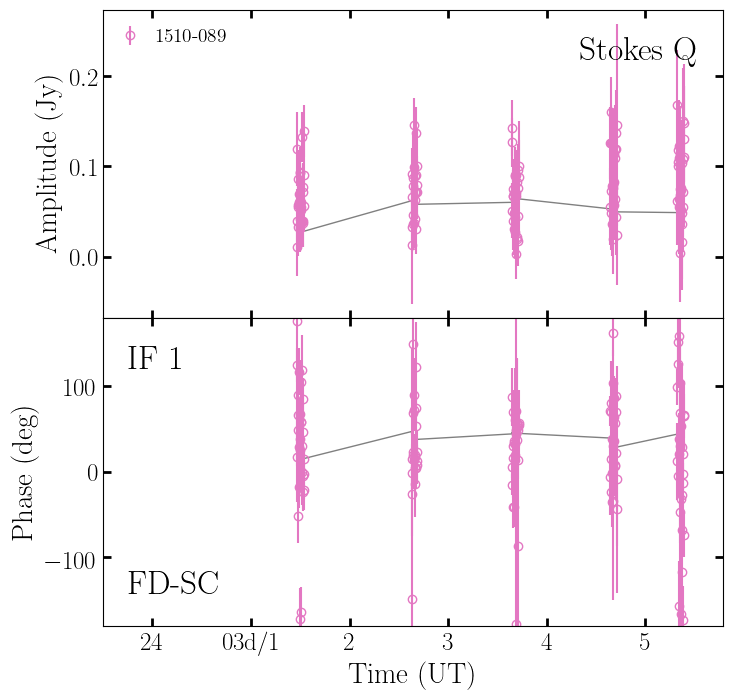 1510-089
Stokes Q
Amplitude (Jy)
0.2
0.1
0.0
IF 1
FD-SC
Phase (deg)
100
0
−100
24 03d/1 2 3 4 5
Time (UT)